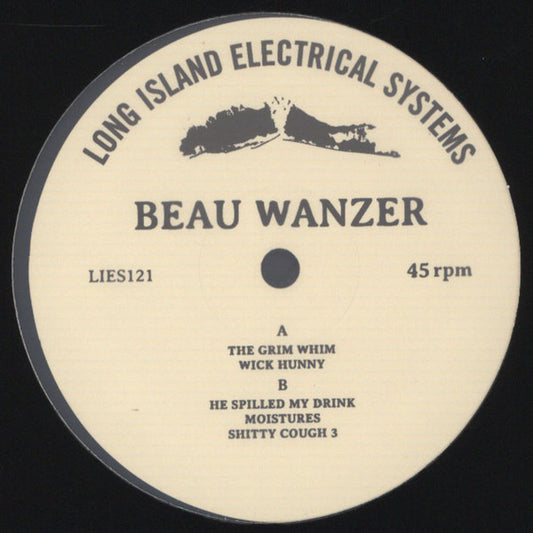 LONG ISLAND ELECTRICAL SYSTEMS
BEAU WANZER
LIES121
45 rpm
A
THE GRIM WHIM
WICK HUNNY
B
HE SPILLED MY DRINK
MOISTURES
SHITTY COUGH 3